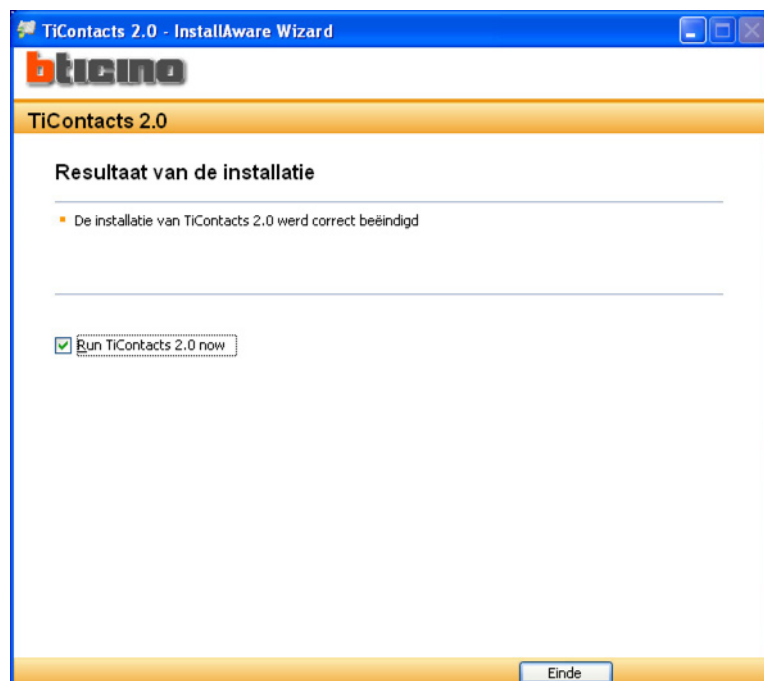 TiContacts 2.0 - InstallAware Wizard
bticino
TiContacts 2.0
Resultaat van de installatie
De installatie van TiContacts 2.0 werd correct beëindigd
Run TiContacts 2.0 now
Einde